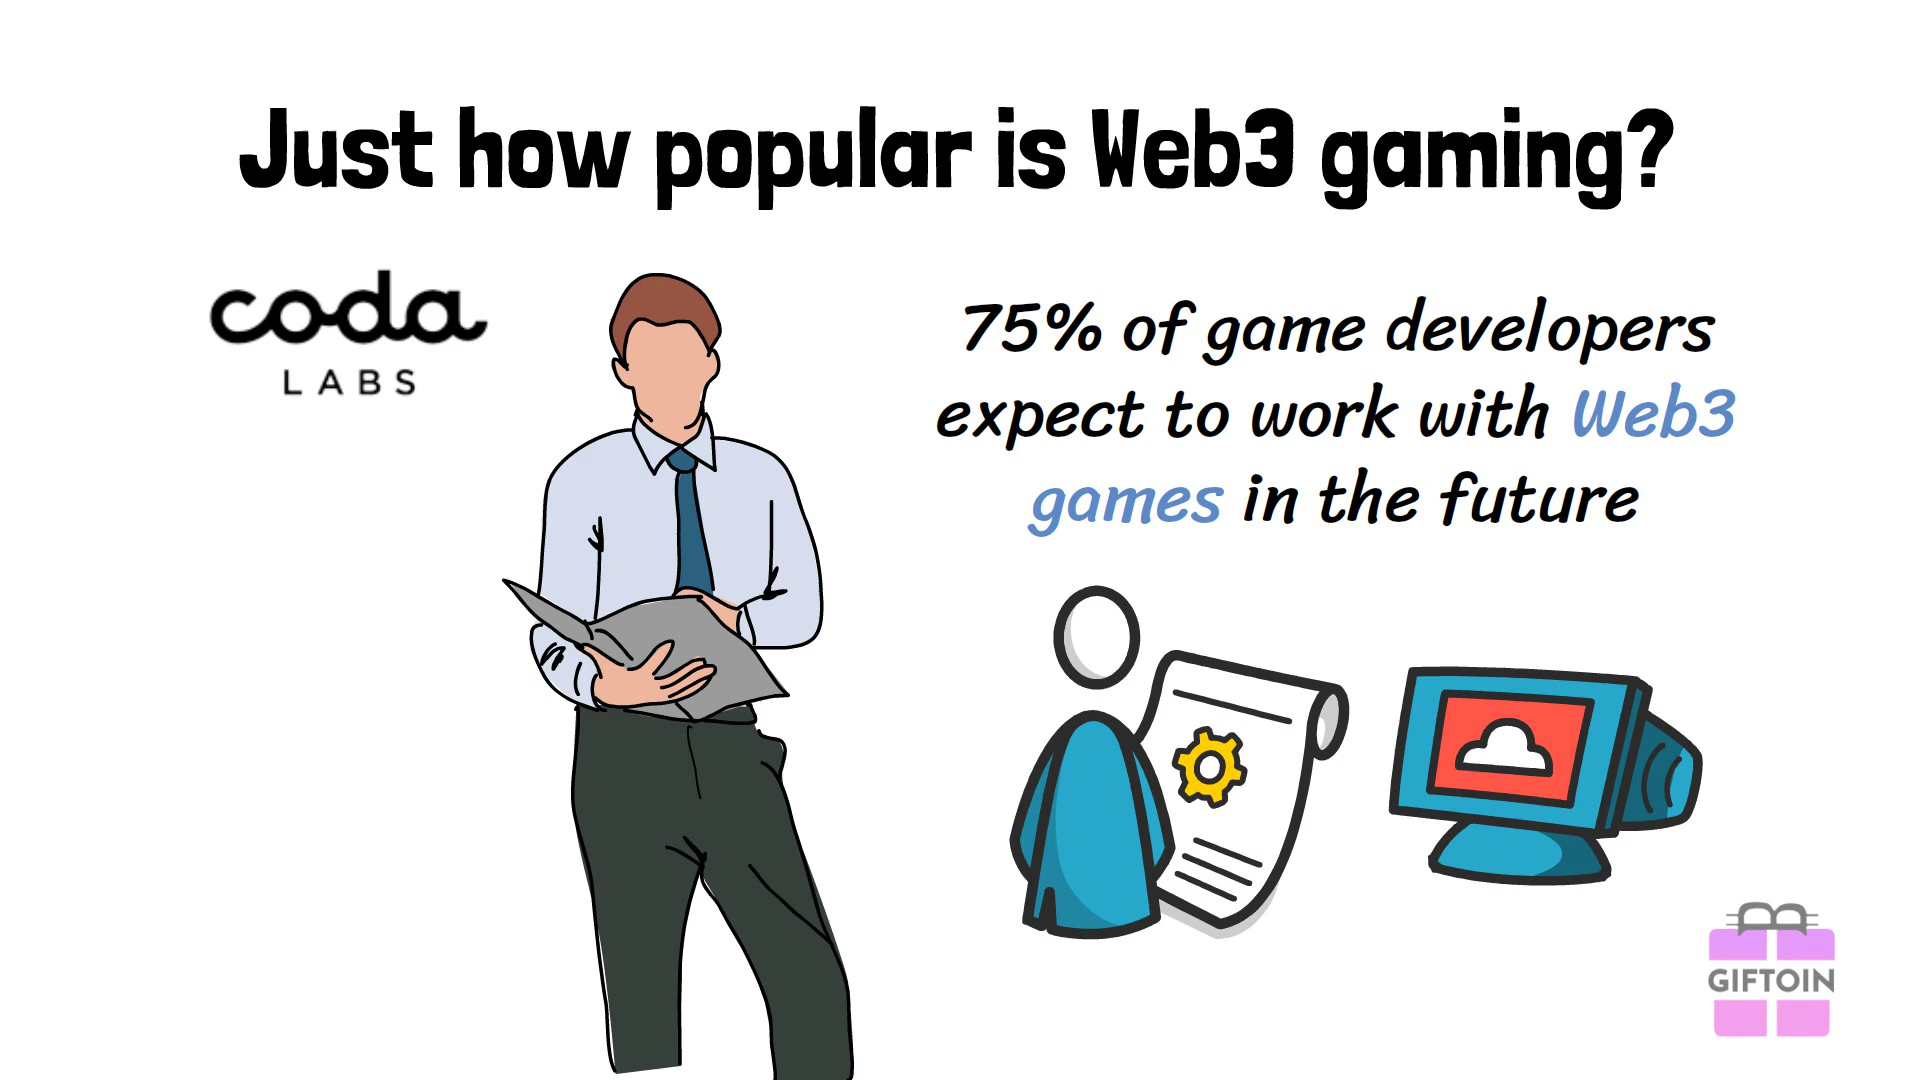 Just how popular is Web3 gaming?
coda
LABS
75% of game developers
expect to work with Web3
games in the future
GIFTOIN